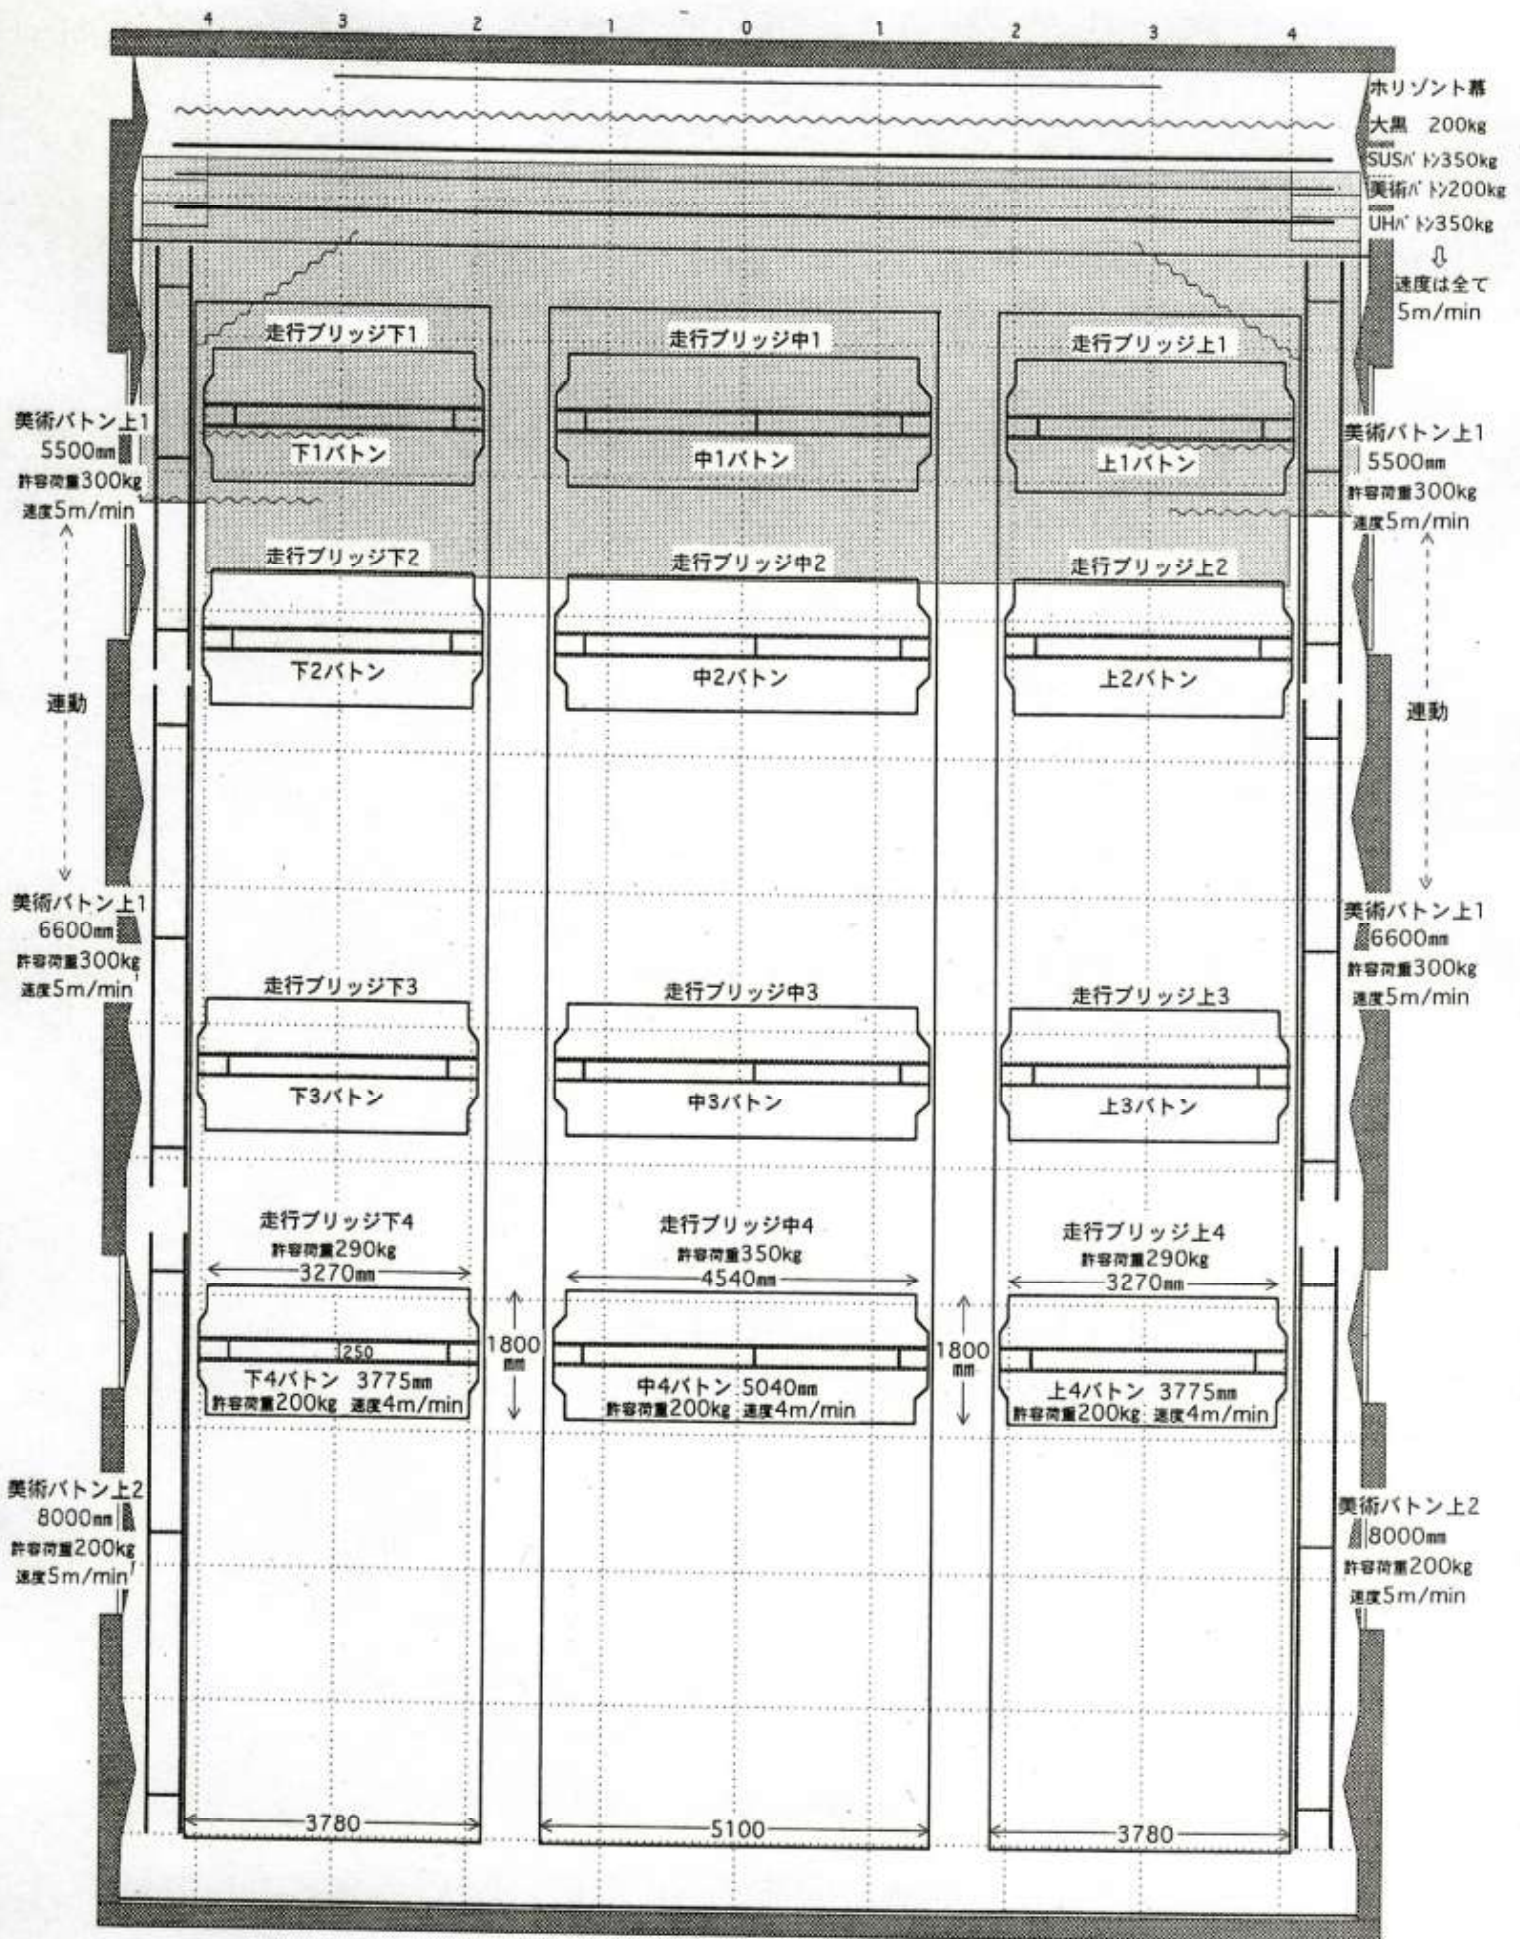 4 3 2 1 0 1 2 3 4
ホリゾント幕
大黒 200kg
SUSバトン350kg
美術バトン200kg
UHバトン350kg
⇩
速度は全て
5m/min
走行ブリッジ下1
走行ブリッジ中1
走行ブリッジ上1
下1バトン
中1バトン
上1バトン
美術バトン上1
5500㎜
許容荷重300kg
速度5m/min
美術バトン上1
5500㎜
許容荷重300kg
速度5m/min
走行ブリッジ下2
走行ブリッジ中2
走行ブリッジ上2
下2バトン
中2バトン
上2バトン
連動
連動
美術バトン上1
6600㎜
許容荷重300kg
速度5m/min
美術バトン上1
6600㎜
許容荷重300kg
速度5m/min
走行ブリッジ下3
走行ブリッジ中3
走行ブリッジ上3
下3バトン
中3バトン
上3バトン
走行ブリッジ下4
許容荷重290kg
3270㎜
走行ブリッジ中4
許容荷重350kg
4540㎜
走行ブリッジ上4
許容荷重290kg
3270㎜
1800
㎜
1800
㎜
250
下4バトン 3775㎜
許容荷重200kg 速度4m/min
中4バトン 5040㎜
許容荷重200kg 速度4m/min
上4バトン 3775㎜
許容荷重200kg 速度4m/min
美術バトン上2
8000㎜
許容荷重200kg
速度5m/min
美術バトン上2
8000㎜
許容荷重200kg
速度5m/min
3780
5100
3780